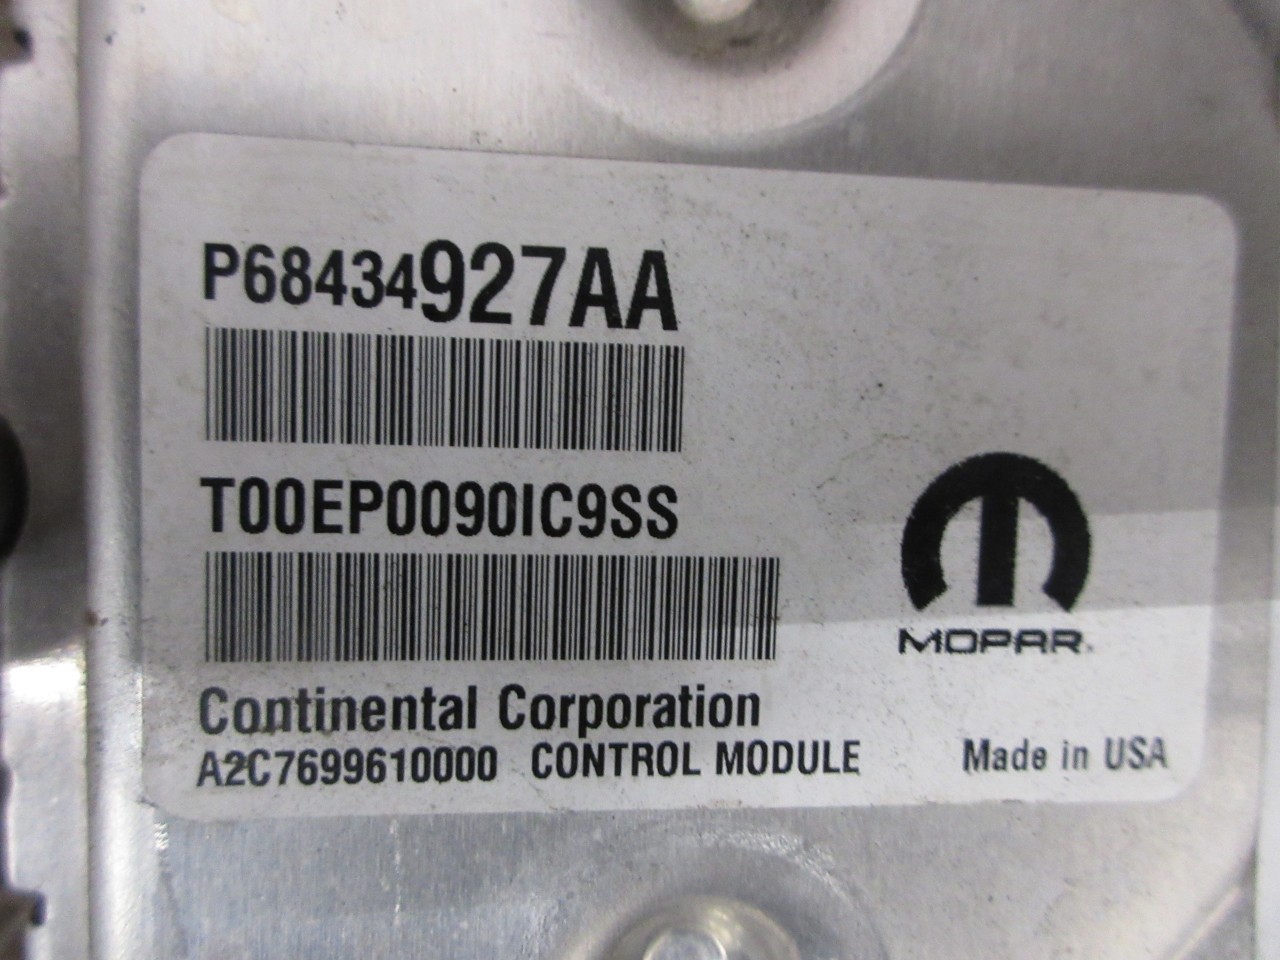 P68434927AA
T00EP0090IC9SS
MOPAR
Continental Corporation
A2C7699610000 CONTROL MODULE Made in USA